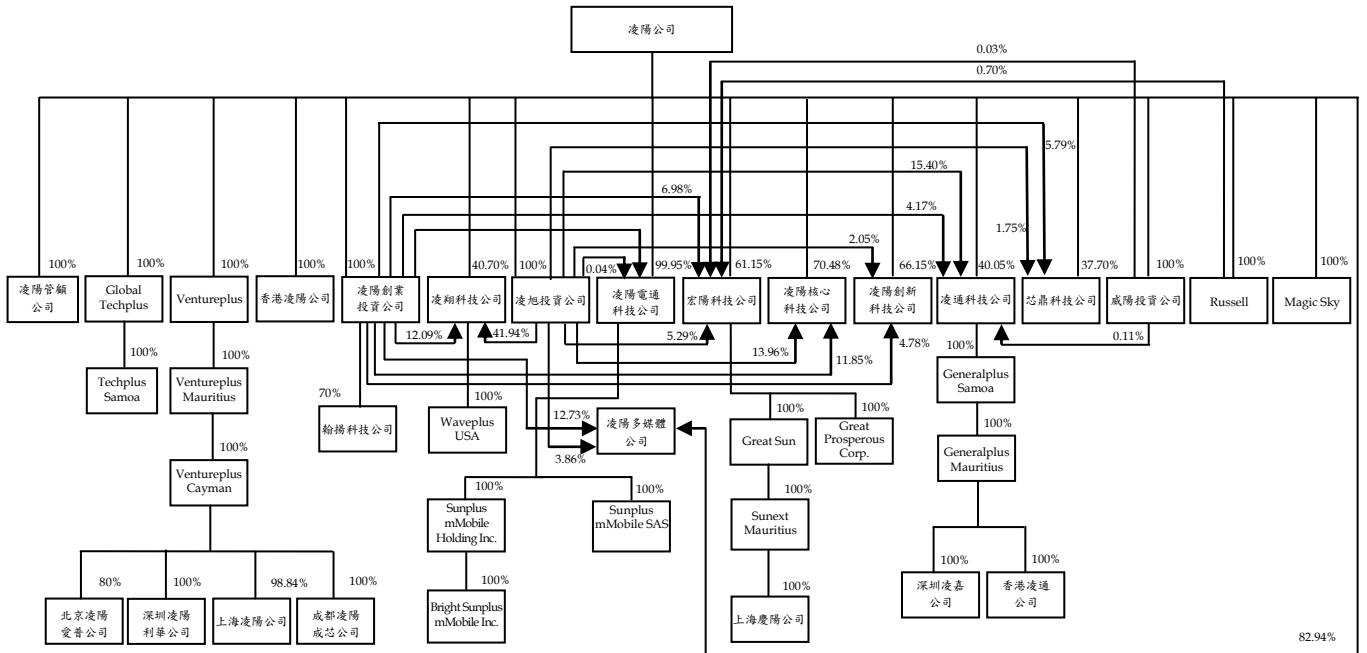 凌陽公司
0.03%
0.70%
5.79%
15.40%
6.98%
4.17%
1.75%
2.05%
100%
100%
100%
100%
100%
40.70%
100%
0.04%
99.95%
61.15%
70.48%
66.15%
40.05%
37.70%
100%
100%
100%
凌陽管顧
公司
Global
Techplus
Ventureplus
香港凌陽公司
凌陽創業
投資公司
凌翔科技公司
凌旭投資公司
凌陽電通
科技公司
宏陽科技公司
凌陽核心
科技公司
凌陽創新
科技公司
凌通科技公司
芯鼎科技公司
威陽投資公司
Russell
Magic Sky
12.09%
41.94%
5.29%
13.96%
11.85%
4.78%
0.11%
100%
100%
100%
Techplus
Samoa
Ventureplus
Mauritius
Generalplus
Samoa
70%
100%
12.73%
100%
100%
100%
100%
翰揚科技公司
Waveplus
USA
凌陽多媒體
公司
Great Sun
Great
Prosperous
Corp.
Generalplus
Mauritius
3.86%
Ventureplus
Cayman
100%
100%
100%
Sunplus
mMobile
Holding Inc.
Sunplus
mMobile SAS
Sunext
Mauritius
80%
100%
98.84%
100%
100%
100%
100%
100%
北京凌陽
愛普公司
深圳凌陽
利華公司
上海凌陽公司
成都凌陽
成芯公司
Bright Sunplus
mMobile Inc.
上海慶陽公司
深圳凌嘉
公司
香港凌通
公司
82.94%